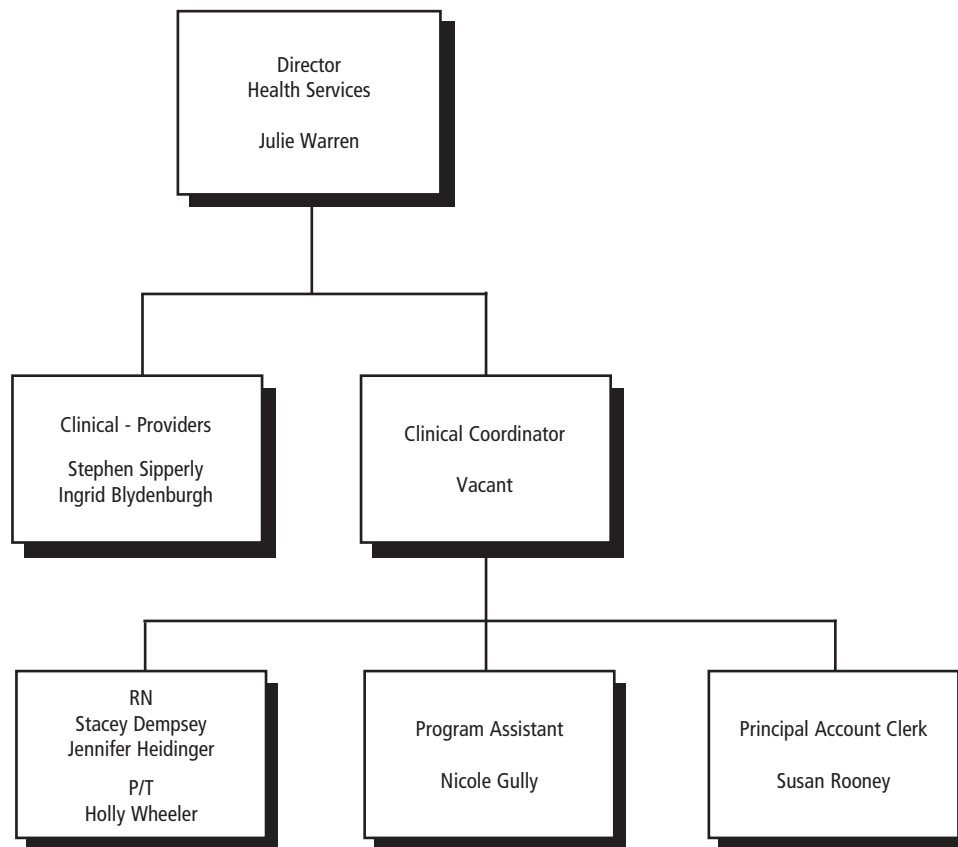 Director
Health Services
Julie Warren
Clinical - Providers
Stephen Sipperly
Ingrid Blydenburgh
Clinical Coordinator
Vacant
RN
Stacey Dempsey
Jennifer Heidinger
P/T
Holly Wheeler
Program Assistant
Nicole Gully
Principal Account Clerk
Susan Rooney